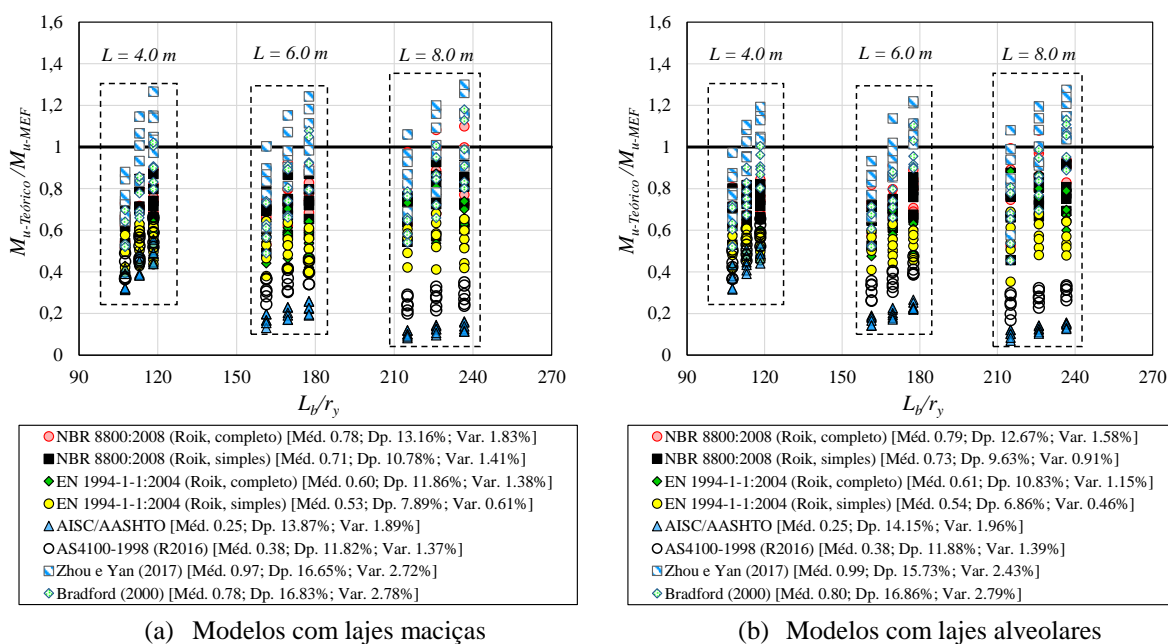 1,6
1,4
1,2
1
0,8
0,6
0,4
0,2
0
M_{u-Teórico} /M_{u-MEF}
L = 4.0 m
L = 6.0 m
L = 8.0 m
90 120 150 180 210 240 270
L_b/r_y
NBR 8800:2008 (Roik, completo) [Méd. 0.78; Dp. 13.16%; Var. 1.83%]
NBR 8800:2008 (Roik, simples) [Méd. 0.71; Dp. 10.78%; Var. 1.41%]
EN 1994-1-1:2004 (Roik, completo) [Méd. 0.60; Dp. 11.86%; Var. 1.38%]
EN 1994-1-1:2004 (Roik, simples) [Méd. 0.53; Dp. 7.89%; Var. 0.61%]
AISC/AASHTO [Méd. 0.25; Dp. 13.87%; Var. 1.89%]
AS4100-1998 (R2016) [Méd. 0.38; Dp. 11.82%; Var. 1.37%]
Zhou e Yan (2017) [Méd. 0.97; Dp. 16.65%; Var. 2.72%]
Bradford (2000) [Méd. 0.78; Dp. 16.83%; Var. 2.78%]
(a) Modelos com lajes maciças
1,6
1,4
1,2
1
0,8
0,6
0,4
0,2
0
M_{u-Teórico} /M_{u-MEF}
L = 4.0 m
L = 6.0 m
L = 8.0 m
90 120 150 180 210 240 270
L_b/r_y
NBR 8800:2008 (Roik, completo) [Méd. 0.79; Dp. 12.67%; Var. 1.58%]
NBR 8800:2008 (Roik, simples) [Méd. 0.73; Dp. 9.63%; Var. 0.91%]
EN 1994-1-1:2004 (Roik, completo) [Méd. 0.61; Dp. 10.83%; Var. 1.15%]
EN 1994-1-1:2004 (Roik, simples) [Méd. 0.54; Dp. 6.86%; Var. 0.46%]
AISC/AASHTO [Méd. 0.25; Dp. 14.15%; Var. 1.96%]
AS4100-1998 (R2016) [Méd. 0.38; Dp. 11.88%; Var. 1.39%]
Zhou e Yan (2017) [Méd. 0.99; Dp. 15.73%; Var. 2.43%]
Bradford (2000) [Méd. 0.80; Dp. 16.86%; Var. 2.79%]
(b) Modelos com lajes alveolares